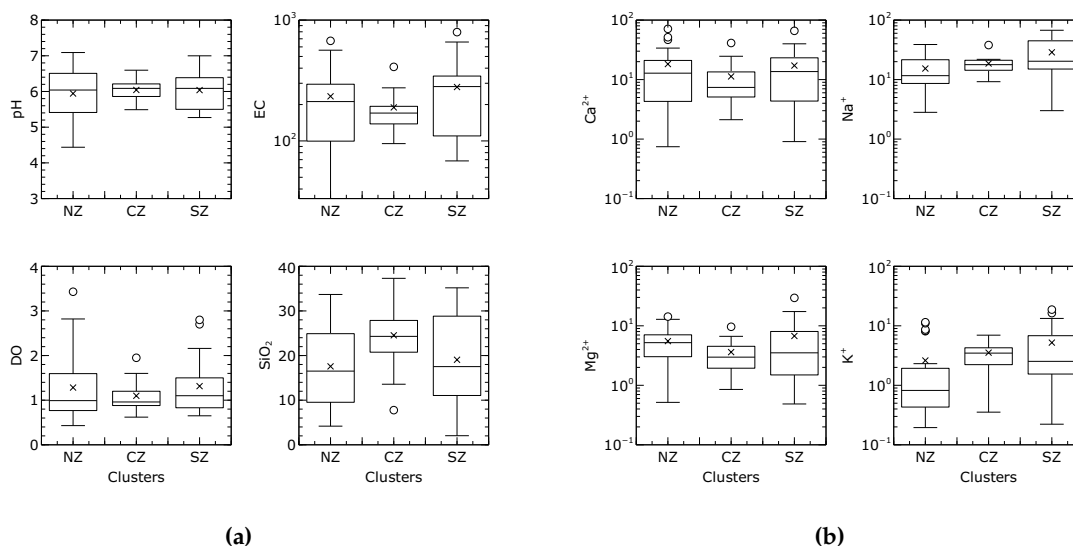 pH
8
7
6
5
4
3
NZ
CZ
SZ
EC
10³
10²
NZ
CZ
SZ
DO
4
3
2
1
0
NZ
CZ
SZ
Clusters
SiO₂
40
30
20
10
0
NZ
CZ
SZ
Clusters
(a)
Ca²⁺
10²
10¹
10⁰
10⁻¹
NZ
CZ
SZ
Na⁺
10²
10¹
10⁰
10⁻¹
NZ
CZ
SZ
Mg²⁺
10²
10¹
10⁰
10⁻¹
NZ
CZ
SZ
Clusters
K⁺
10²
10¹
10⁰
10⁻¹
NZ
CZ
SZ
Clusters
(b)